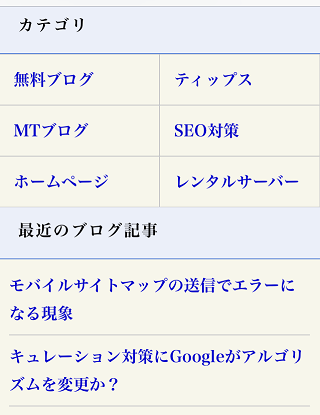 カテゴリ
無料ブログ ティップス
MTブログ SEO対策
ホームページ レンタルサーバー
最近のブログ記事
モバイルサイトマップの送信でエラーに
なる現象
キュレーション対策にGoogleがアルゴリ
ズムを変更か？